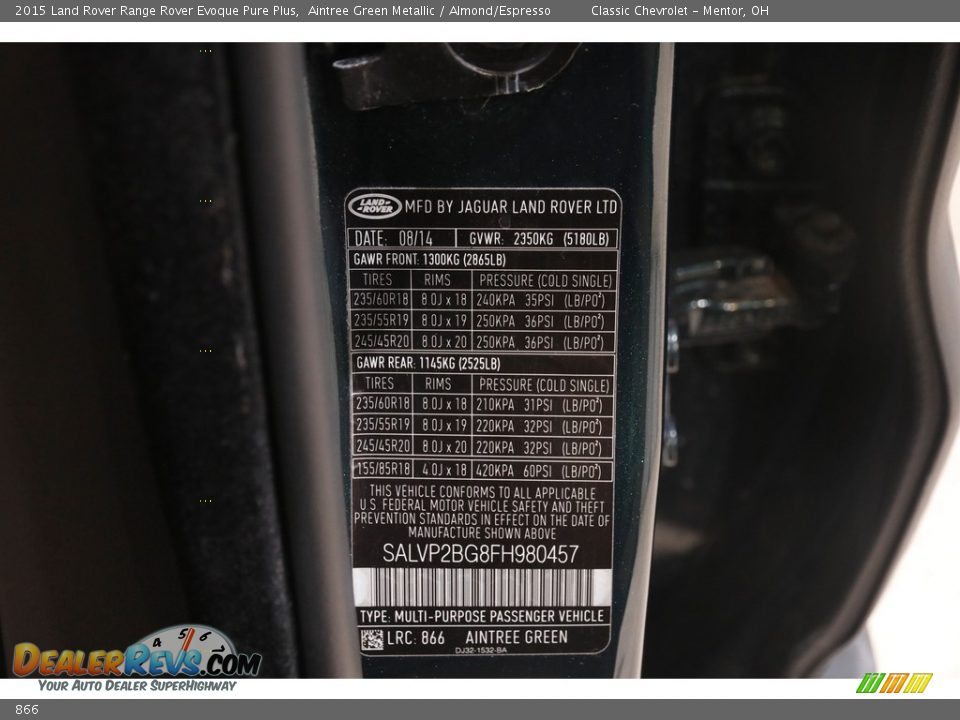 2015 Land Rover Range Rover Evoque Pure Plus, Aintree Green Metallic / Almond/Espresso Classic Chevrolet – Mentor, OH
LAND ROVER MFD BY JAGUAR LAND ROVER LTD
DATE: 08/14 GVWR: 2350KG (5180LB)
GAWR FRONT: 1300KG (2865LB)
TIRES RIMS PRESSURE (COLD SINGLE)
235/60R18 8.0J x 18 240KPA 35PSI (LB/PO²)
235/55R19 8.0J x 19 250KPA 36PSI (LB/PO²)
245/45R20 8.0J x 20 250KPA 36PSI (LB/PO²)
GAWR REAR: 1145KG (2525LB)
TIRES RIMS PRESSURE (COLD SINGLE)
235/60R18 8.0J x 18 210KPA 31PSI (LB/PO²)
235/55R19 8.0J x 19 220KPA 32PSI (LB/PO²)
245/45R20 8.0J x 20 220KPA 32PSI (LB/PO²)
155/85R18 4.0J x 18 420KPA 60PSI (LB/PO²)
THIS VEHICLE CONFORMS TO ALL APPLICABLE
U.S. FEDERAL MOTOR VEHICLE SAFETY AND THEFT
PREVENTION STANDARDS IN EFFECT ON THE DATE OF
MANUFACTURE SHOWN ABOVE
SALVP2BG8FH980457
TYPE: MULTI-PURPOSE PASSENGER VEHICLE
LRC: 866 AINTREE GREEN
DJ32-1532-BA
4 5 6
DEALERREVS.COM
YOUR AUTO DEALER SUPERHIGHWAY
866